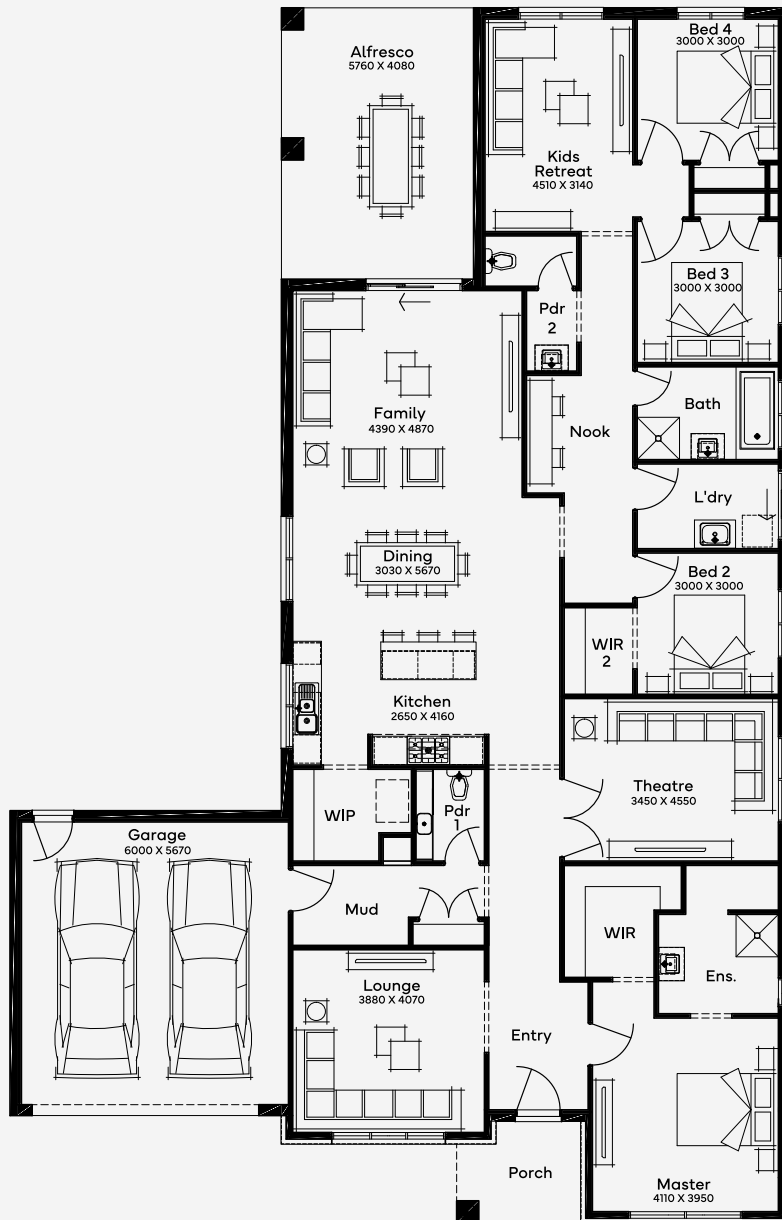 Alfresco
5760 X 4080
Bed 4
3000 X 3000
Kids
Retreat
4510 X 3140
Bed 3
3000 X 3000
Pdr
2
Family
4390 X 4870
Nook
Bath
L'dry
Dining
3030 X 5670
Bed 2
3000 X 3000
WIR
2
Kitchen
2650 X 4160
Theatre
3450 X 4550
WIP
Pdr
1
Garage
6000 X 5670
Mud
WIR
Ens.
Lounge
3880 X 4070
Entry
Porch
Master
4110 X 3950